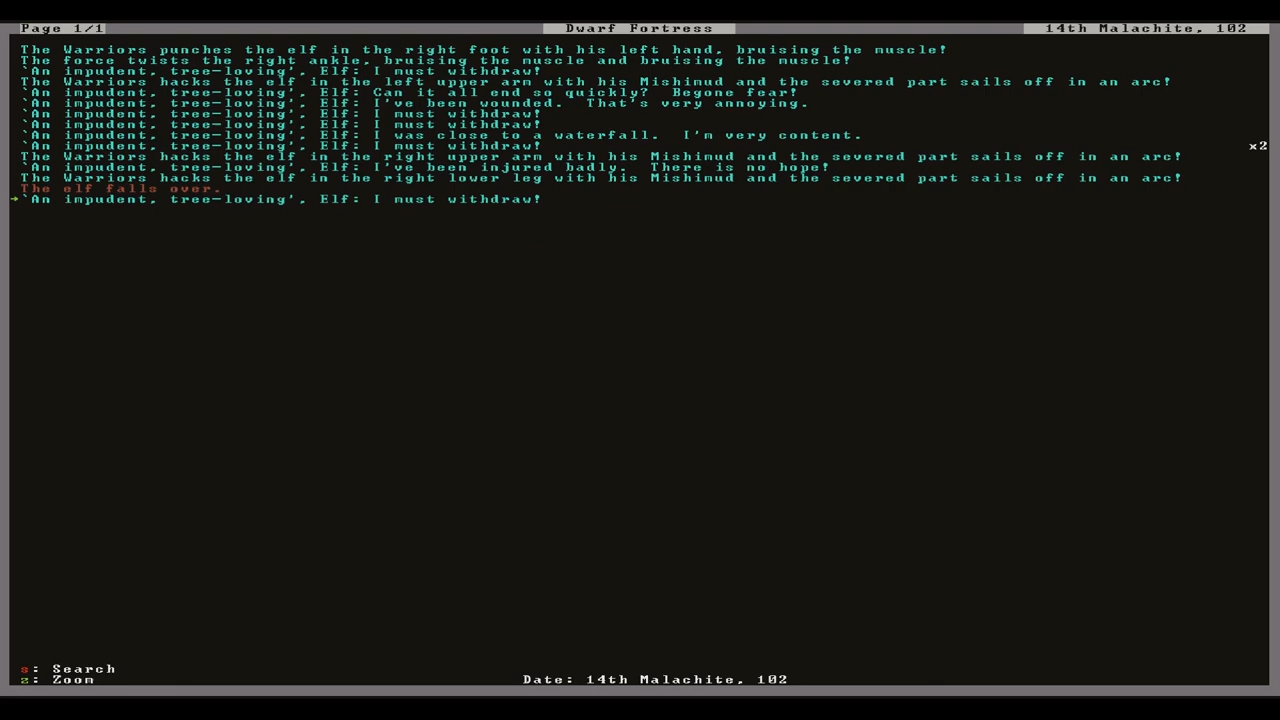 Page 1/1 Dwarf Fortress 14th Malachite, 102
The Warriors punches the elf in the right foot with his left hand, bruising the muscle!
The force twists the right ankle, bruising the muscle and bruising the muscle!
`An impudent, tree-loving', Elf: I must withdraw!
The Warriors hacks the elf in the left upper arm with his Mishimud and the severed part sails off in an arc!
`An impudent, tree-loving', Elf: Can it all end so quickly?  Begone fear!
`An impudent, tree-loving', Elf: I've been wounded.  That's very annoying.
`An impudent, tree-loving', Elf: I must withdraw!
`An impudent, tree-loving', Elf: I must withdraw!
`An impudent, tree-loving', Elf: I was close to a waterfall.  I'm very content.
`An impudent, tree-loving', Elf: I must withdraw! x2
The Warriors hacks the elf in the right upper arm with his Mishimud and the severed part sails off in an arc!
`An impudent, tree-loving', Elf: I've been injured badly.  There is no hope!
The Warriors hacks the elf in the right lower leg with his Mishimud and the severed part sails off in an arc!
The elf falls over.
→`An impudent, tree-loving', Elf: I must withdraw!
s: Search
z: Zoom Date: 14th Malachite, 102